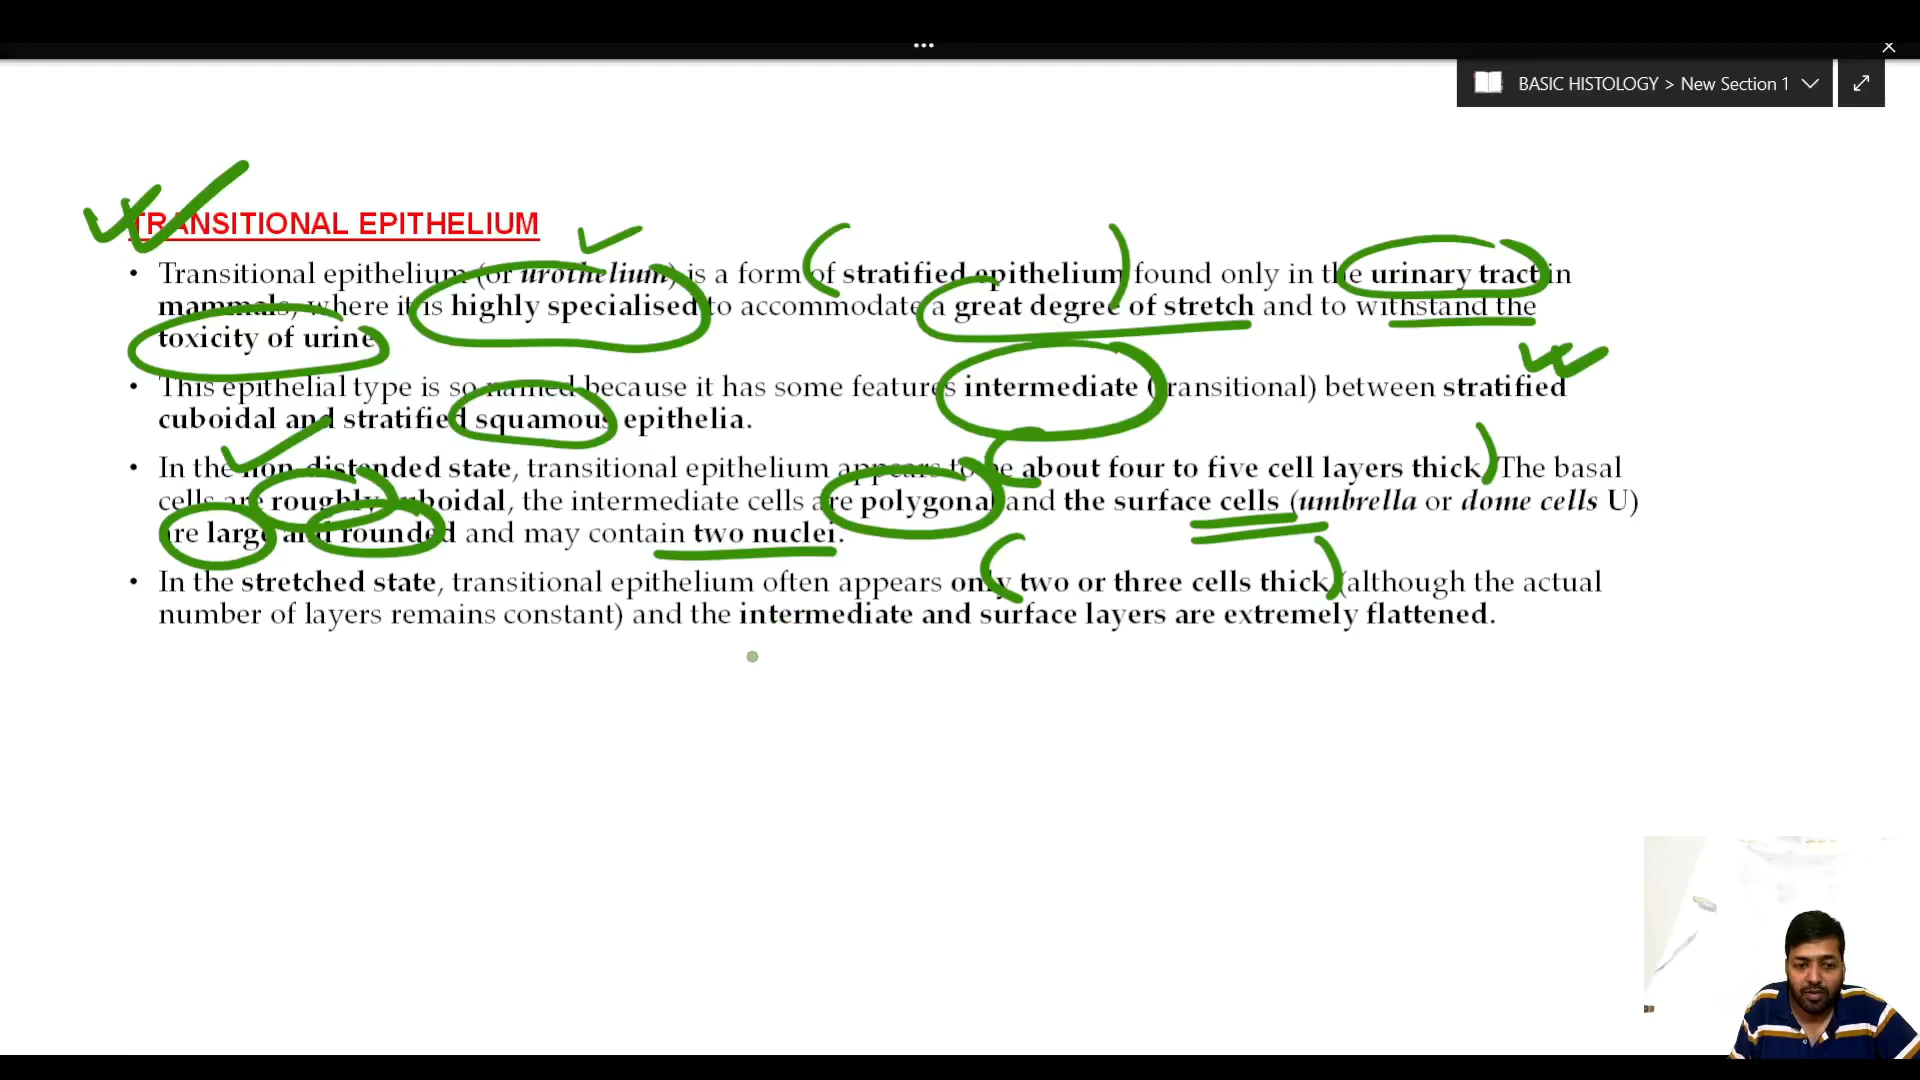 ...
BASIC HISTOLOGY > New Section 1
TRANSITIONAL EPITHELIUM
• Transitional epithelium (or urothelium) is a form of stratified epithelium found only in the urinary tract in
mammals, where it is highly specialised to accommodate a great degree of stretch and to withstand the
toxicity of urine
• This epithelial type is so named because it has some features intermediate (transitional) between stratified
cuboidal and stratified squamous epithelia.
• In the non-distended state, transitional epithelium appears to be about four to five cell layers thick. The basal
cells are roughly cuboidal, the intermediate cells are polygonal and the surface cells (umbrella or dome cells U)
are large and rounded and may contain two nuclei.
• In the stretched state, transitional epithelium often appears only two or three cells thick (although the actual
number of layers remains constant) and the intermediate and surface layers are extremely flattened.